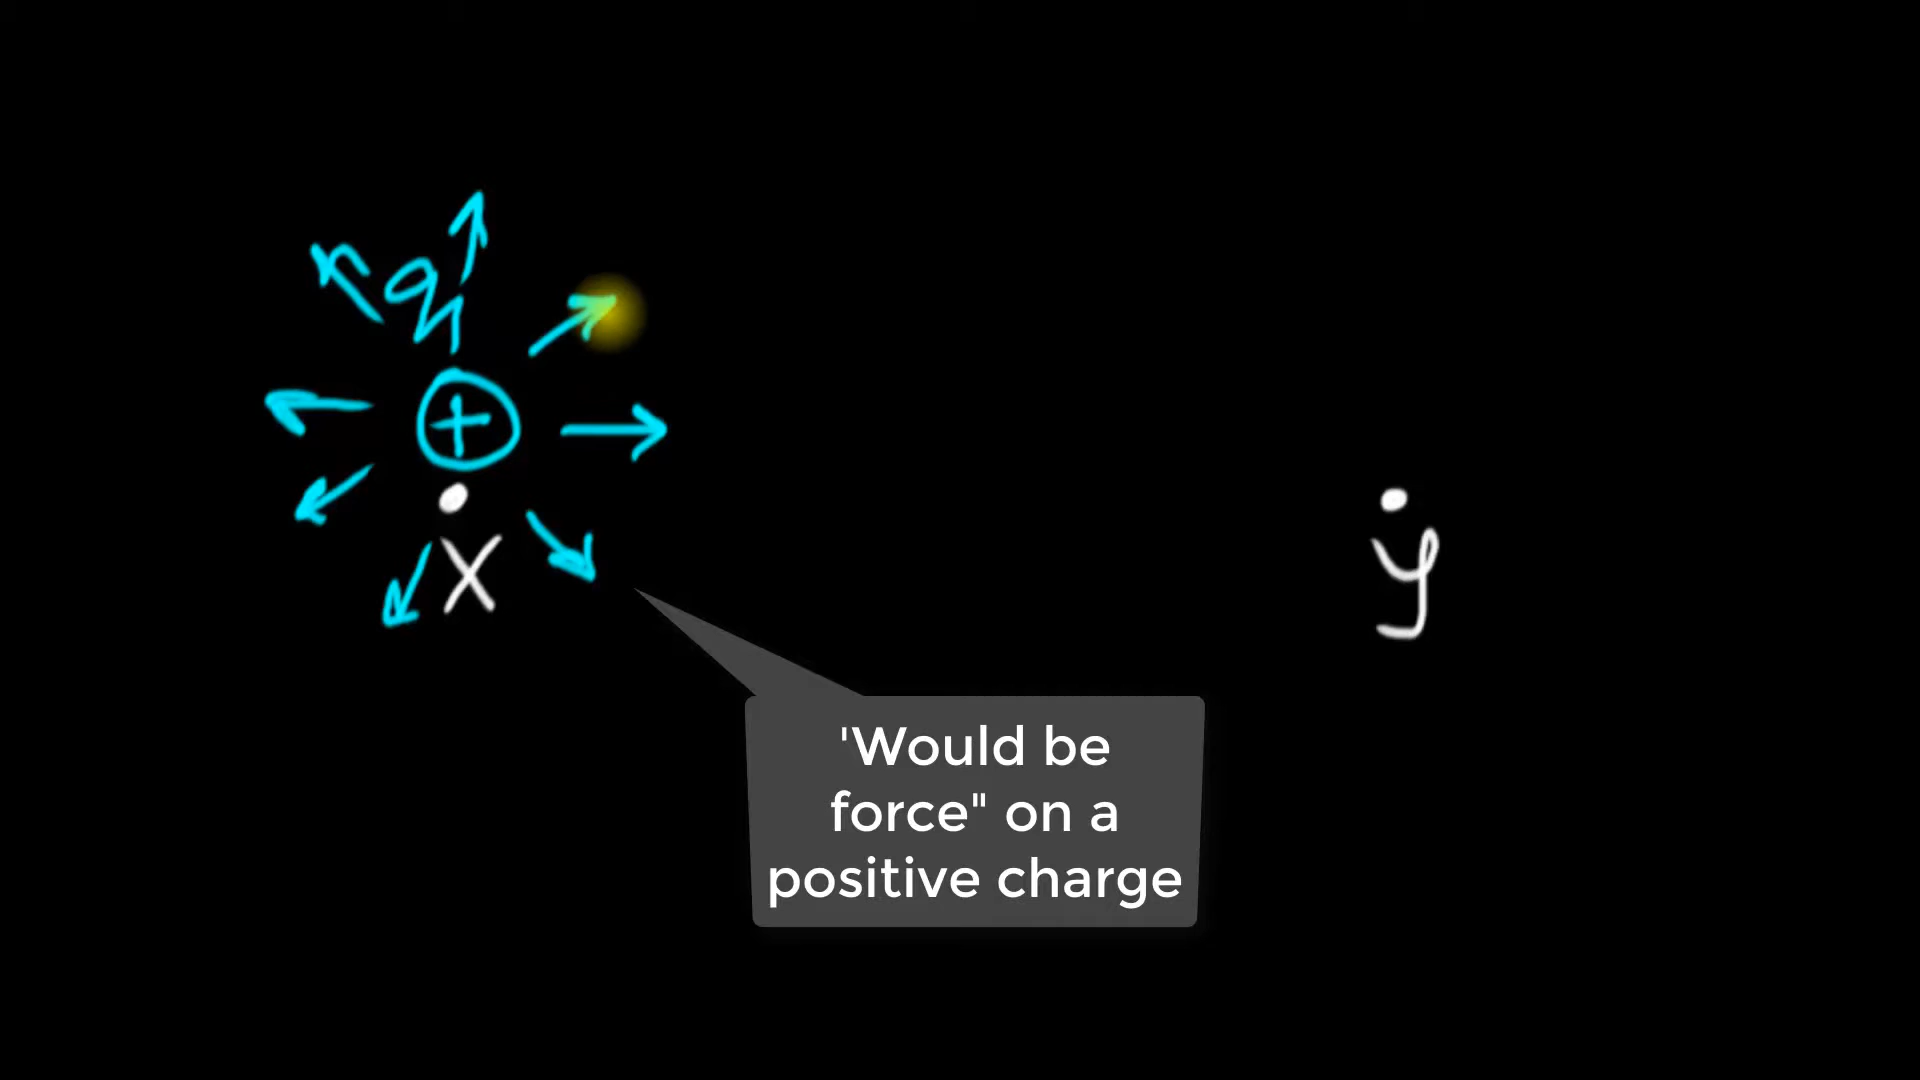 q
+
X
y
'Would be
force" on a
positive charge